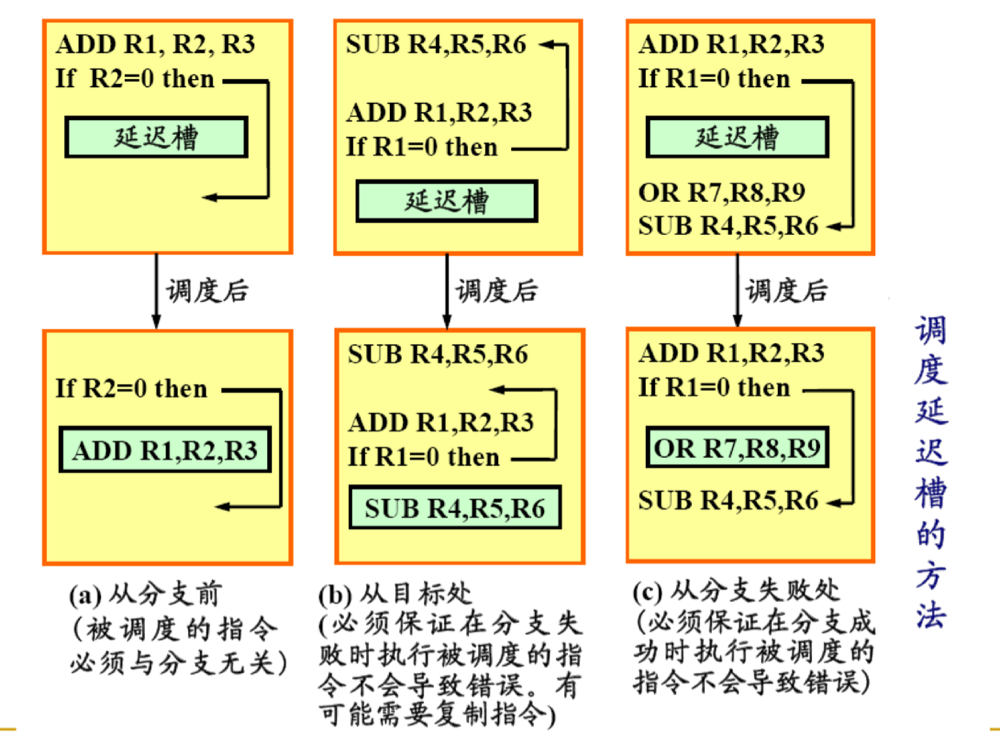 ADD R1, R2, R3
If R2=0 then
延迟槽
SUB R4,R5,R6
ADD R1,R2,R3
If R1=0 then
延迟槽
ADD R1,R2,R3
If R1=0 then
延迟槽
OR R7,R8,R9
SUB R4,R5,R6
调度后
调度后
调度后
If R2=0 then
ADD R1,R2,R3
SUB R4,R5,R6
ADD R1,R2,R3
If R1=0 then
SUB R4,R5,R6
ADD R1,R2,R3
If R1=0 then
OR R7,R8,R9
SUB R4,R5,R6
(a) 从分支前
(被调度的指令
必须与分支无关)
(b) 从目标处
(必须保证在分支失
败时执行被调度的指
令不会导致错误。有
可能需要复制指令)
(c) 从分支失败处
(必须保证在分支成
功时执行被调度的
指令不会导致错误)
调度延迟槽的方法